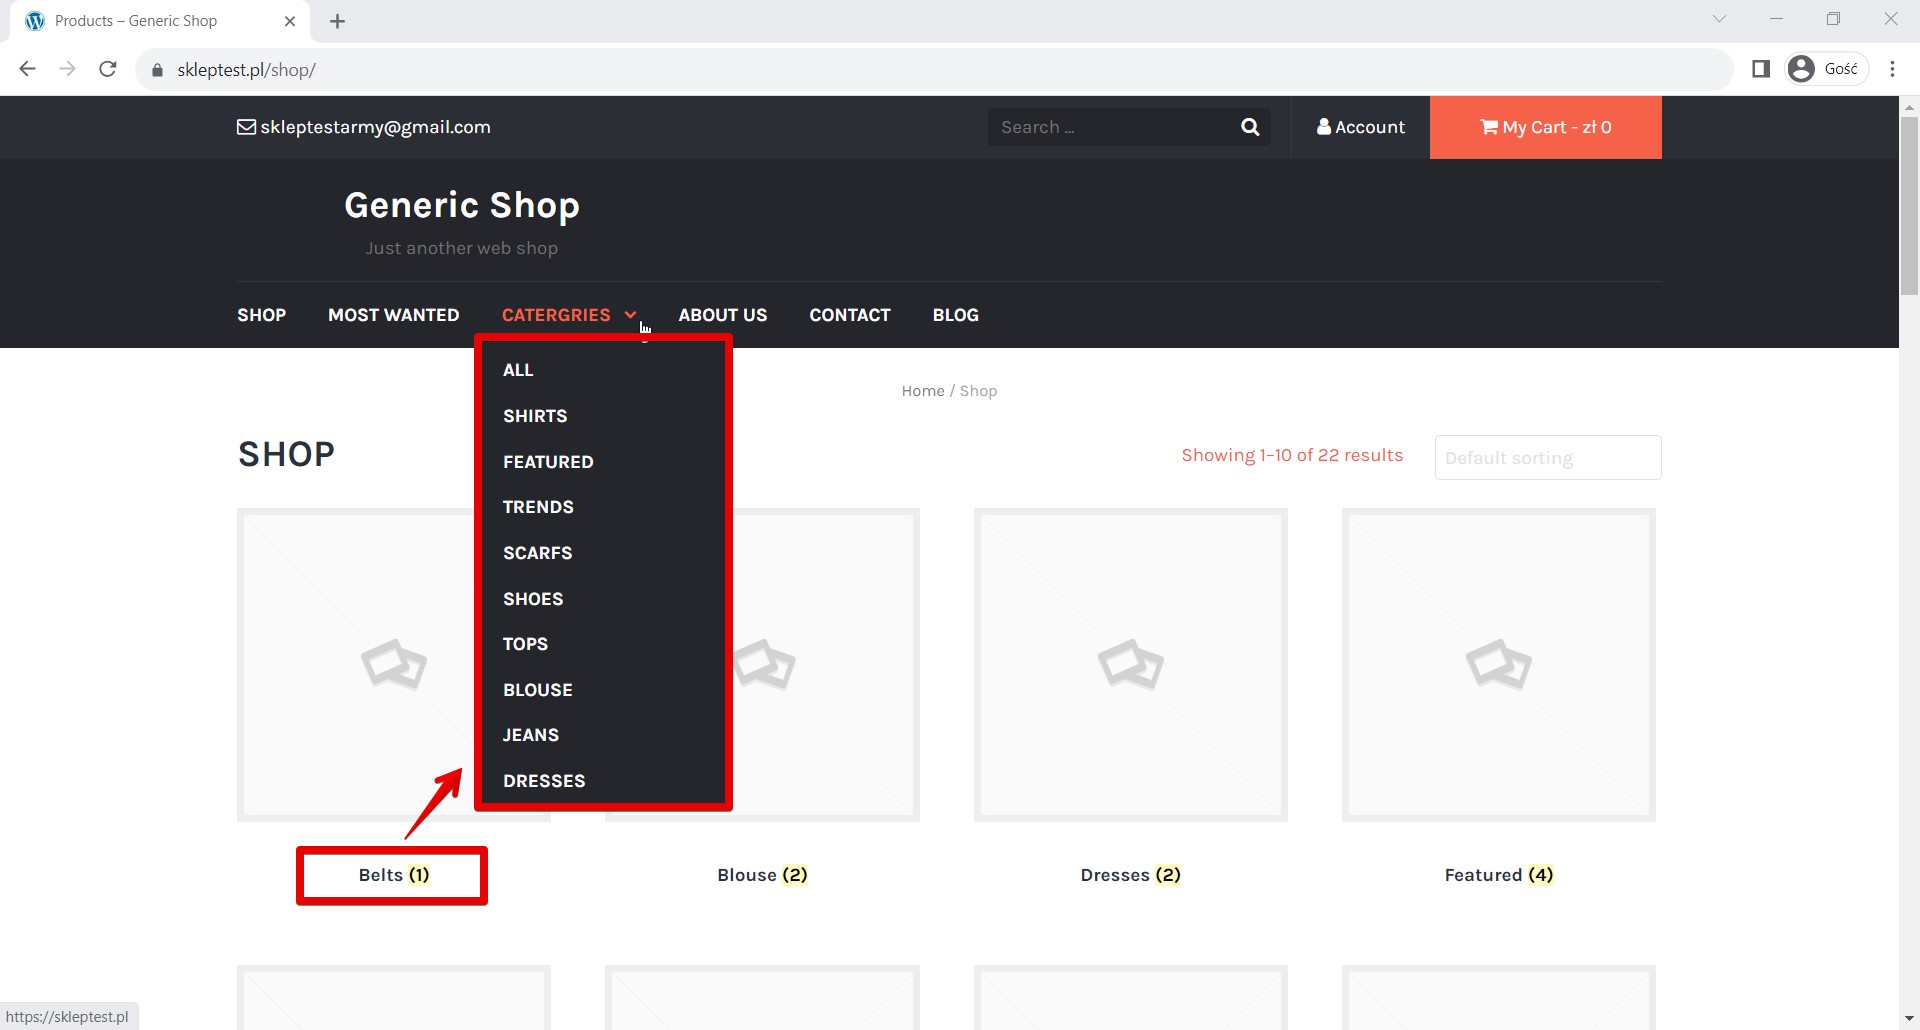 Products – Generic Shop
skleptest.pl/shop/
Gość
skleptestarmy@gmail.com
Search ...
Account
My Cart - zł 0
Generic Shop
Just another web shop
SHOP MOST WANTED CATERGRIES ABOUT US CONTACT BLOG
ALL
SHIRTS
FEATURED
TRENDS
SCARFS
SHOES
TOPS
BLOUSE
JEANS
DRESSES
Home / Shop
SHOP
Showing 1–10 of 22 results
Default sorting
Belts (1)
Blouse (2)
Dresses (2)
Featured (4)
https://skleptest.pl